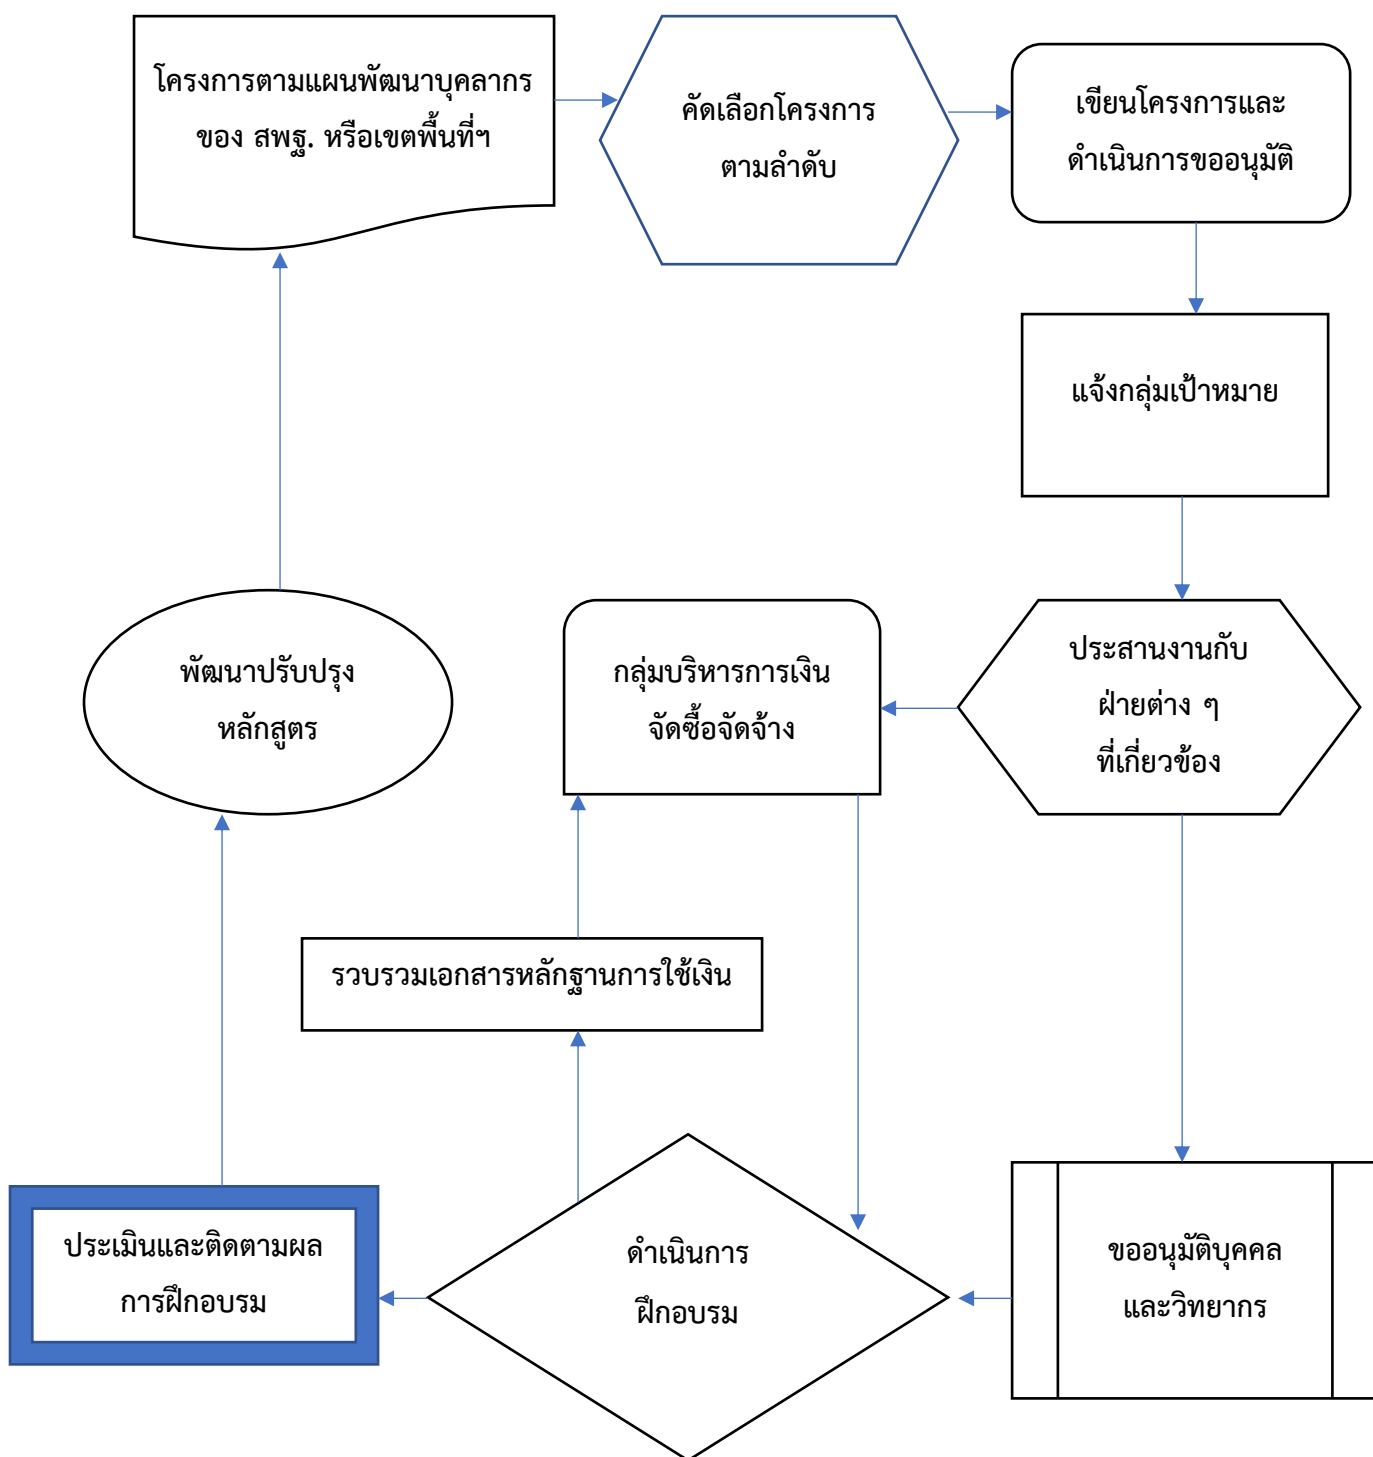 โครงการตามแผนพัฒนาบุคลากร
ของ สพฐ. หรือเขตพื้นที่ฯ
คัดเลือกโครงการ
ตามลำดับ
เขียนโครงการและ
ดำเนินการขออนุมัติ
แจ้งกลุ่มเป้าหมาย
ประสานงานกับ
ฝ่ายต่าง ๆ
ที่เกี่ยวข้อง
กลุ่มบริหารการเงิน
จัดซื้อจัดจ้าง
พัฒนาปรับปรุง
หลักสูตร
รวบรวมเอกสารหลักฐานการใช้เงิน
ขออนุมัติบุคคล
และวิทยากร
ดำเนินการ
ฝึกอบรม
ประเมินและติดตามผล
การฝึกอบรม